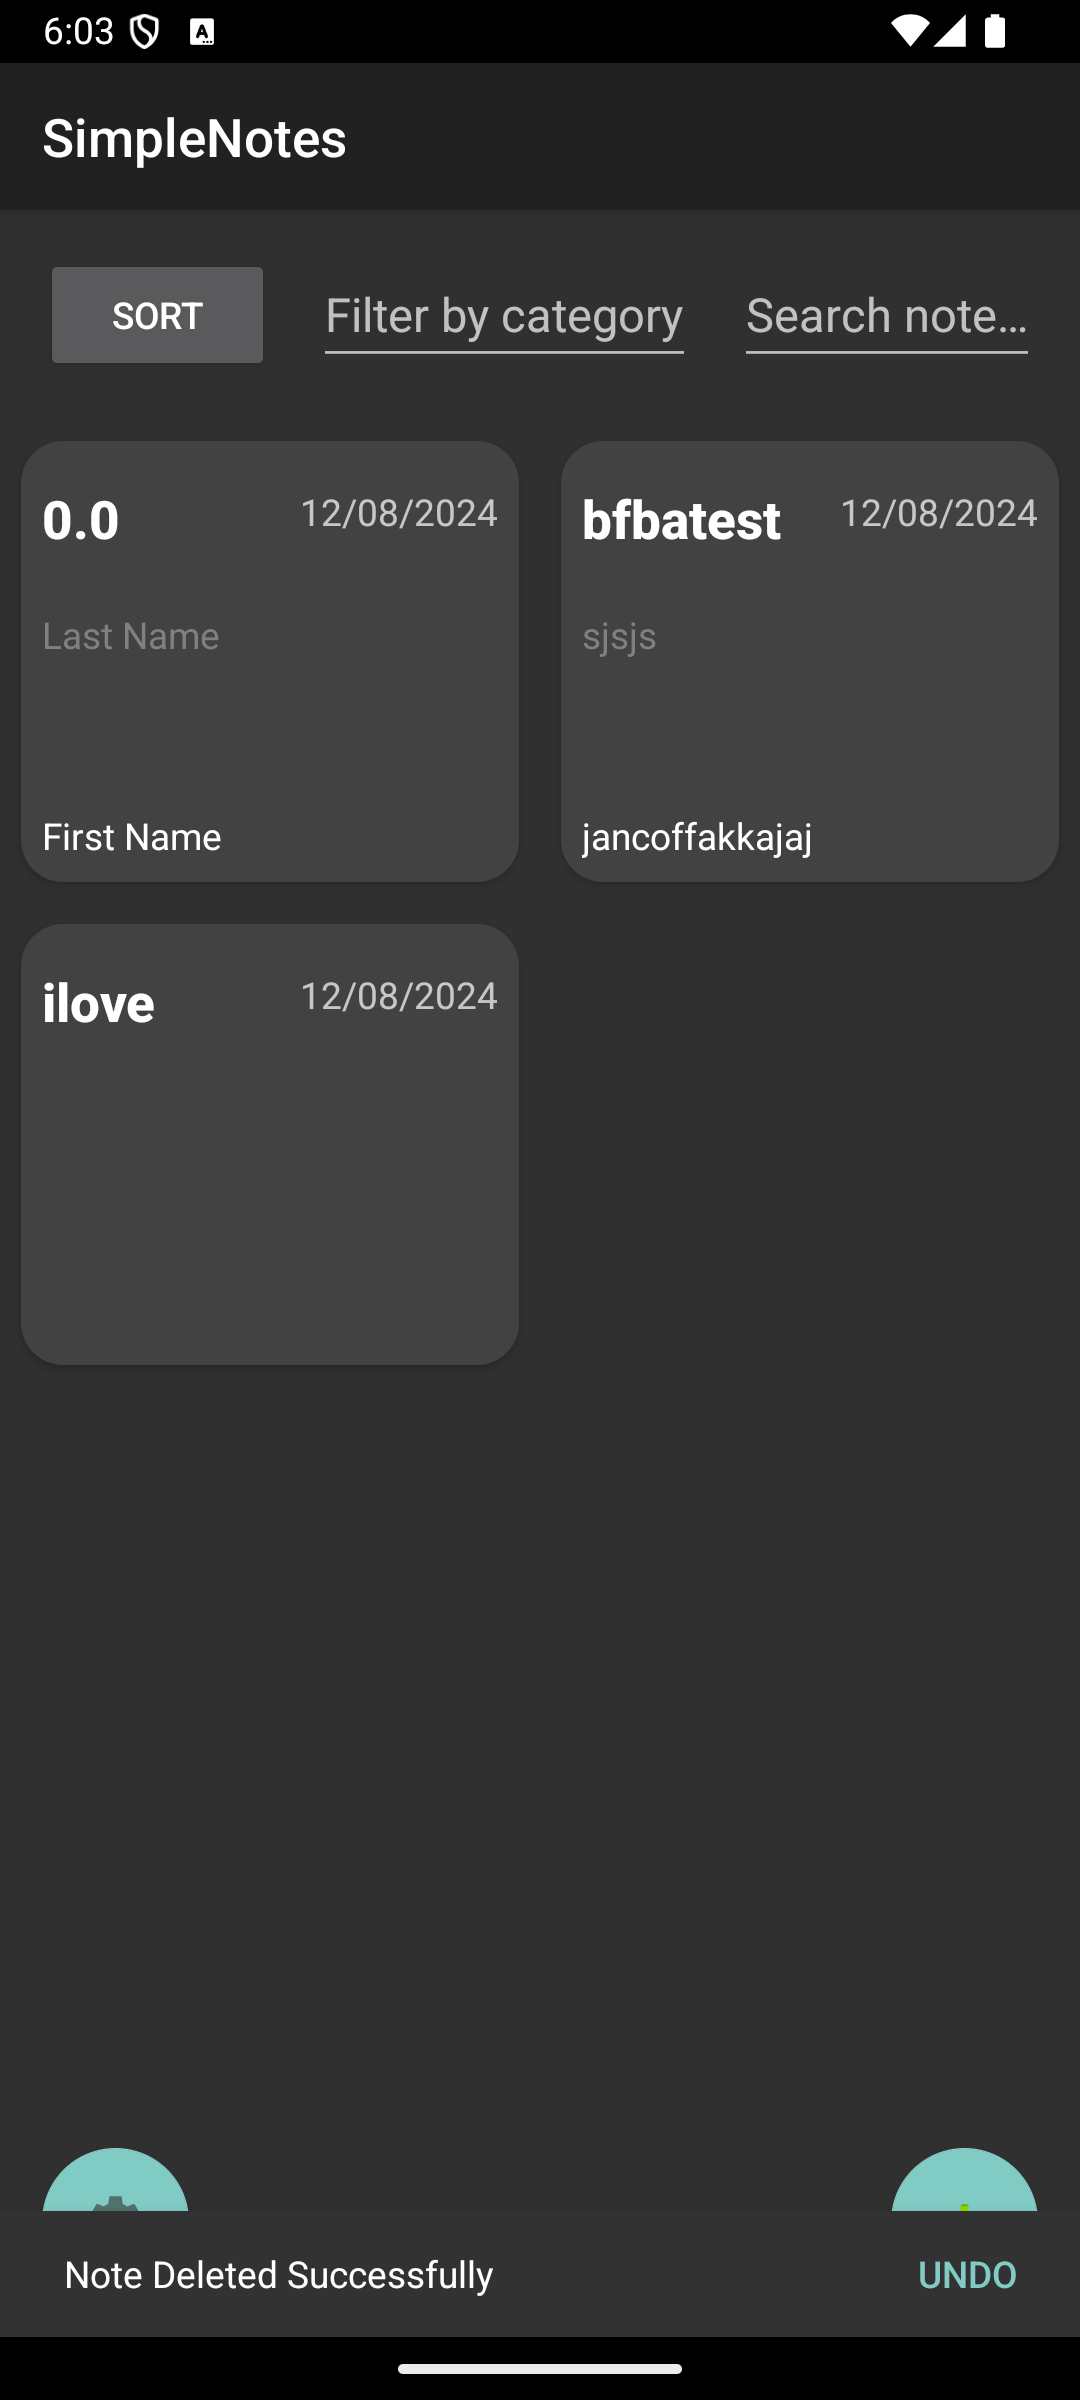 6:03
SimpleNotes
SORT
Filter by category
Search note…
0.0
12/08/2024
Last Name
First Name
bfbatest
12/08/2024
sjsjs
jancoffakkajaj
ilove
12/08/2024
Note Deleted Successfully
UNDO